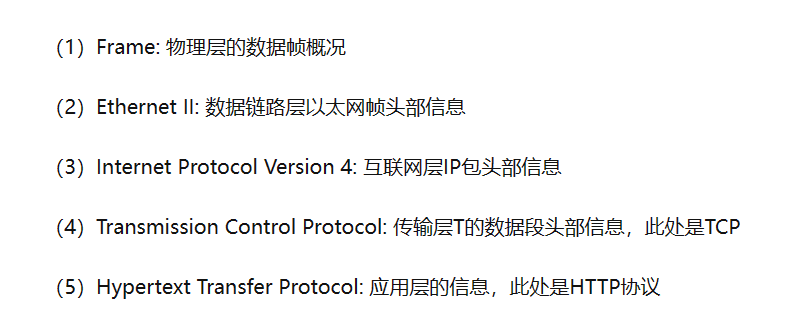 （1）Frame: 物理层的数据帧概况
（2）Ethernet II: 数据链路层以太网帧头部信息
（3）Internet Protocol Version 4: 互联网层IP包头部信息
（4）Transmission Control Protocol: 传输层T的数据段头部信息，此处是TCP
（5）Hypertext Transfer Protocol: 应用层的信息，此处是HTTP协议